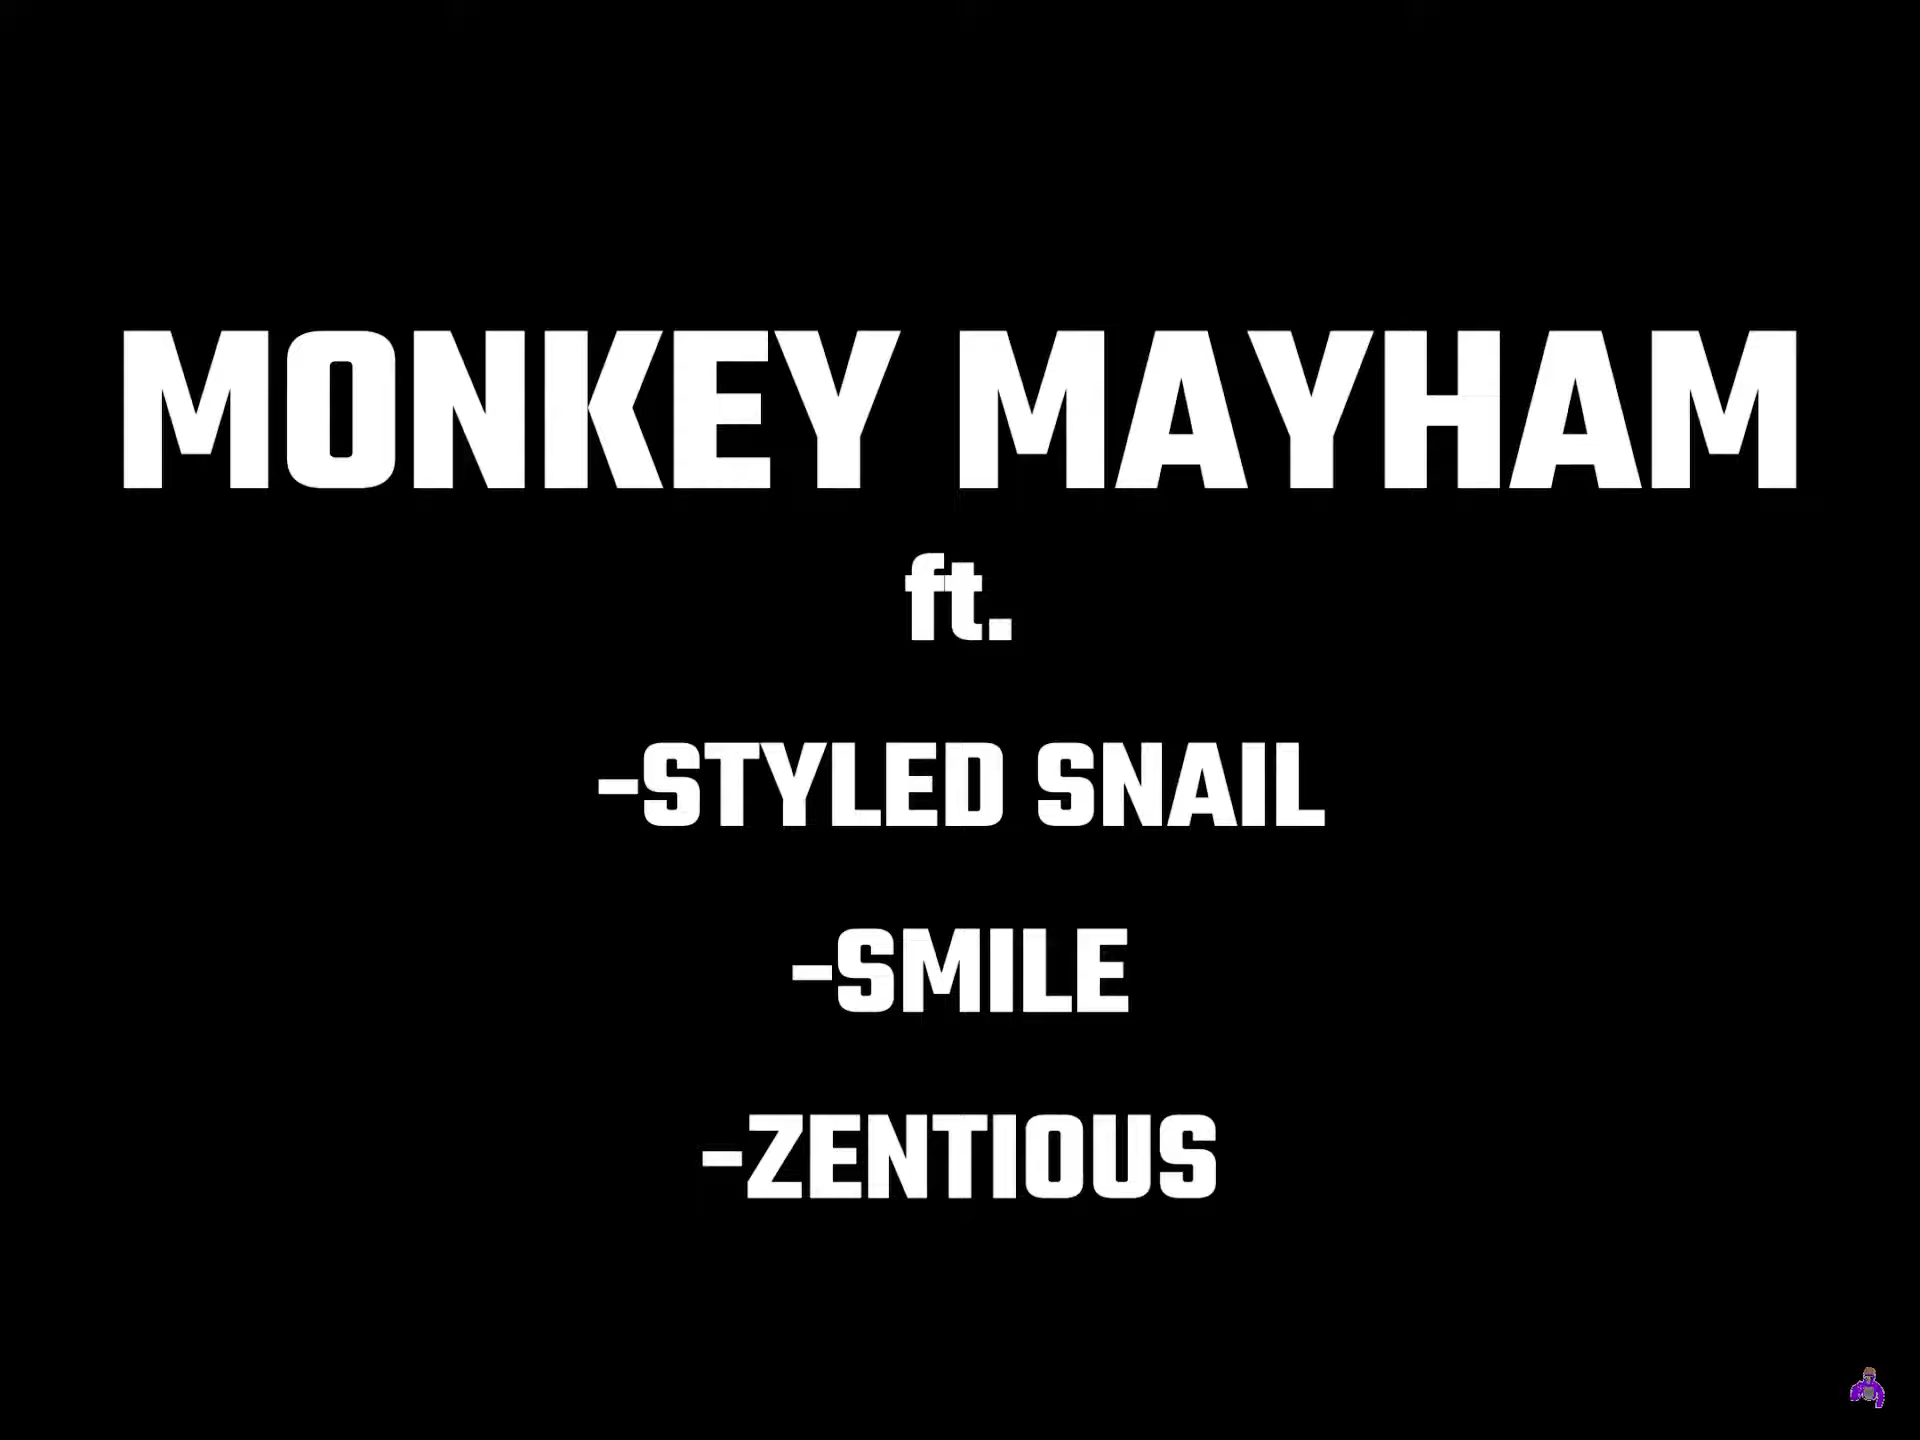 MONKEY MAYHAM
ft.
-STYLED SNAIL
-SMILE
-ZENTIOUS